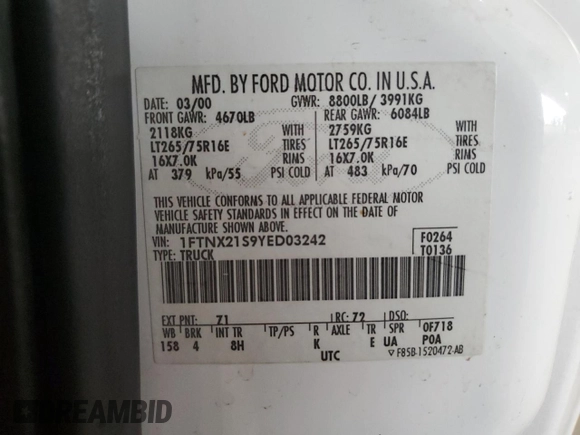 MFD. BY FORD MOTOR CO. IN U.S.A.
DATE: 03/00 GVWR: 8800LB/ 3991KG
FRONT GAWR: 4670LB REAR GAWR: 6084LB
2118KG WITH 2759KG WITH
LT265/75R16E TIRES LT265/75R16E TIRES
16X7.0K RIMS 16X7.0K RIMS
AT 379 kPa/55 PSI COLD AT 483 kPa/70 PSI COLD
THIS VEHICLE CONFORMS TO ALL APPLICABLE FEDERAL MOTOR
VEHICLE SAFETY STANDARDS IN EFFECT ON THE DATE OF
MANUFACTURE SHOWN ABOVE.
VIN: 1FTNX21S9YED03242 F0264
TYPE: TRUCK T0136
EXT PNT: Z1 RC: 72 DSO:
WB BRK INT TR TP/PS R AXLE TR SPR 0F718
158 4 8H K E UA P0A
UTC F85B-1520472-AB
DREAMBID